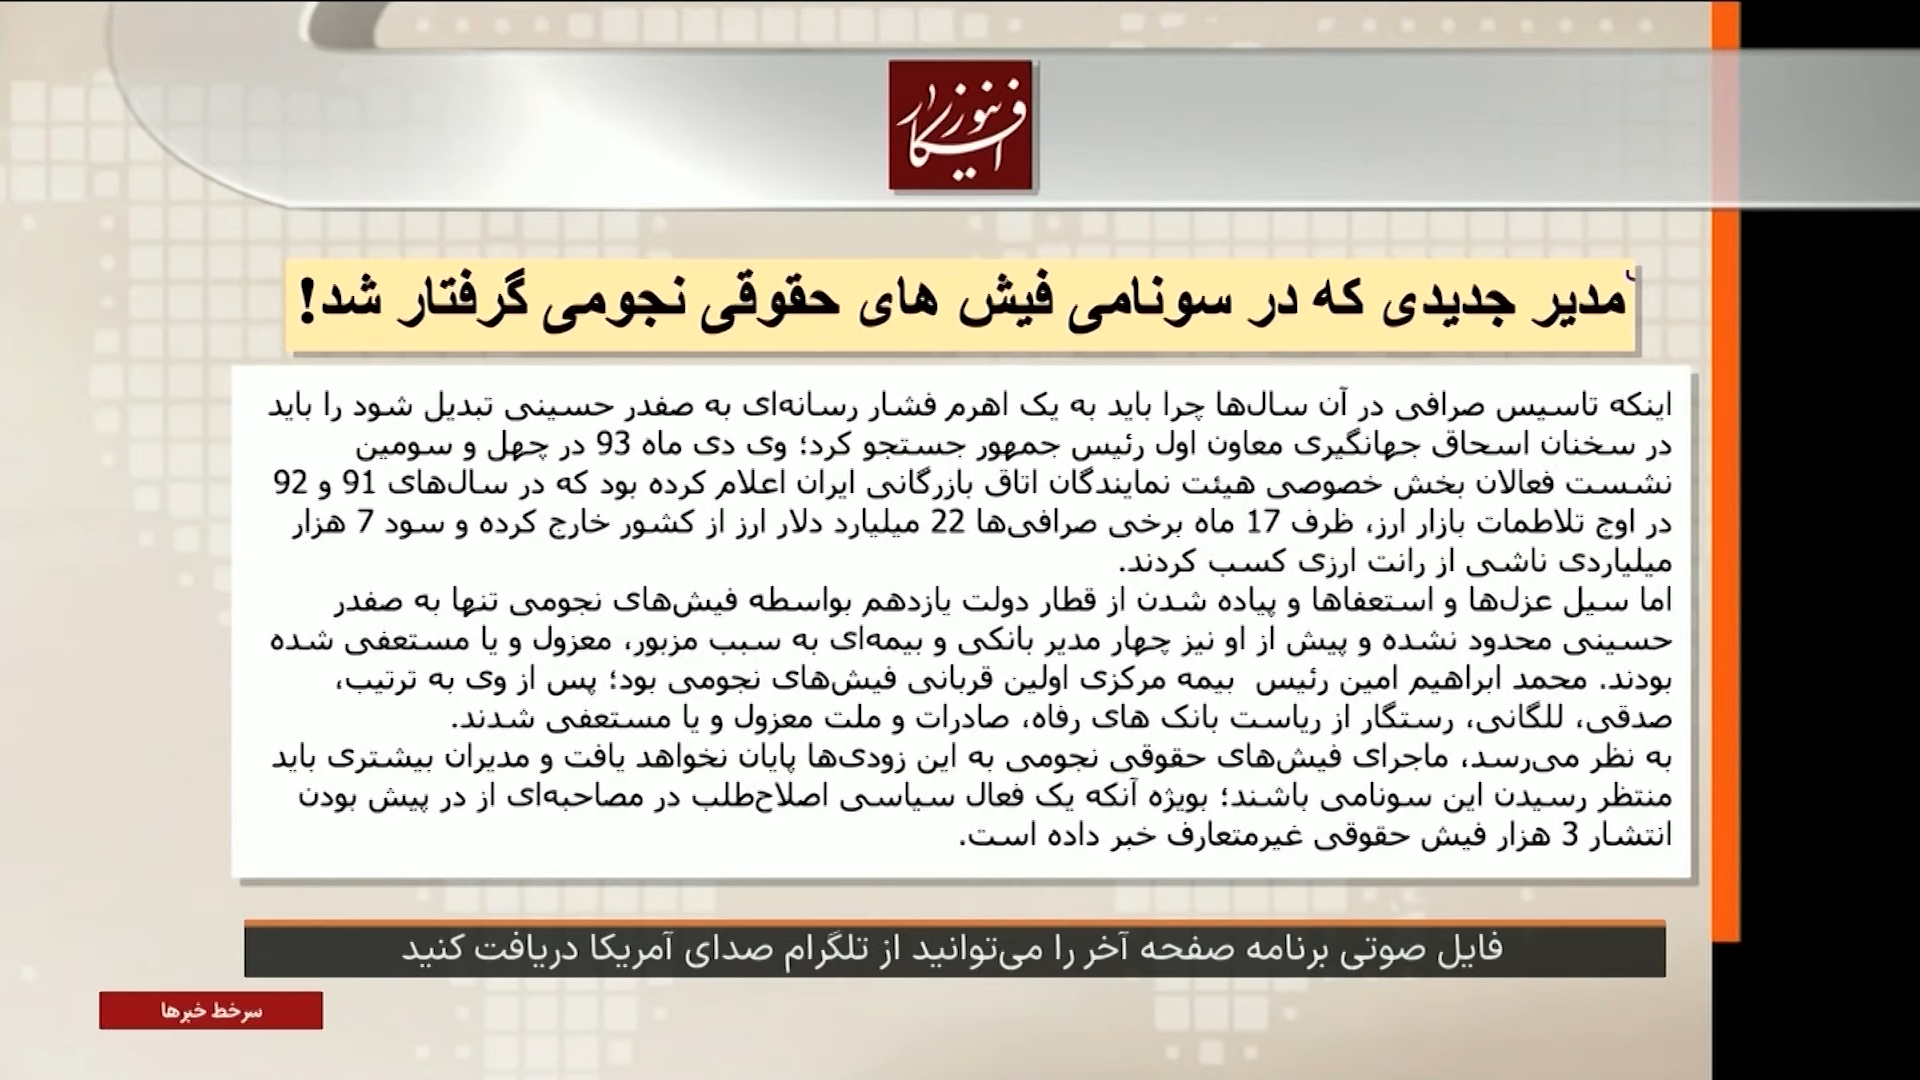 افکارنیوز
مدیر جدیدی که در سونامی فیش های حقوقی نجومی گرفتار شد!
اینکه تاسیس صرافی در آن سال‌ها چرا باید به یک اهرم فشار رسانه‌ای به صفدر حسینی تبدیل شود را باید
در سخنان اسحاق جهانگیری معاون اول رئیس جمهور جستجو کرد؛ وی دی ماه 93 در چهل و سومین
نشست فعالان بخش خصوصی هیئت نمایندگان اتاق بازرگانی ایران اعلام کرده بود که در سال‌های 91 و 92
در اوج تلاطمات بازار ارز، ظرف 17 ماه برخی صرافی‌ها 22 میلیارد دلار ارز از کشور خارج کرده و سود 7 هزار
میلیاردی ناشی از رانت ارزی کسب کردند.
اما سیل عزل‌ها و استعفاها و پیاده شدن از قطار دولت یازدهم بواسطه فیش‌های نجومی تنها به صفدر
حسینی محدود نشده و پیش از او نیز چهار مدیر بانکی و بیمه‌ای به سبب مزبور، معزول و یا مستعفی شده
بودند. محمد ابراهیم امین رئیس بیمه مرکزی اولین قربانی فیش‌های نجومی بود؛ پس از وی به ترتیب،
صدقی، للگانی، رستگار از ریاست بانک های رفاه، صادرات و ملت معزول و یا مستعفی شدند.
به نظر می‌رسد، ماجرای فیش‌های حقوقی نجومی به این زودی‌ها پایان نخواهد یافت و مدیران بیشتری باید
منتظر رسیدن این سونامی باشند؛ بویژه آنکه یک فعال سیاسی اصلاح‌طلب در مصاحبه‌ای از در پیش بودن
انتشار 3 هزار فیش حقوقی غیرمتعارف خبر داده است.
فایل صوتی برنامه صفحه آخر را می‌توانید از تلگرام صدای آمریکا دریافت کنید
سرخط خبرها